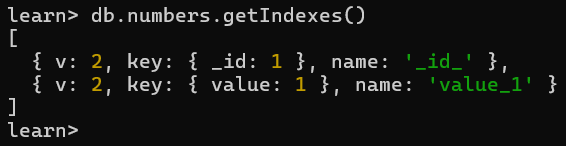 learn> db.numbers.getIndexes()
[
  { v: 2, key: { _id: 1 }, name: '_id_' },
  { v: 2, key: { value: 1 }, name: 'value_1' }
]
learn>